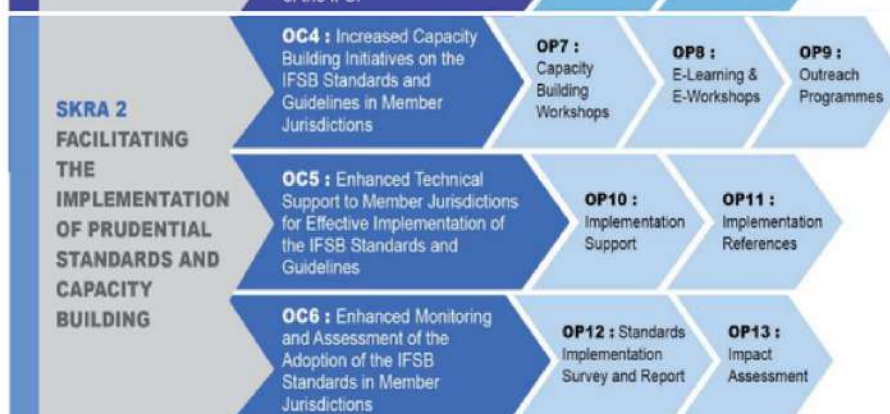 SKRA 2
FACILITATING
THE
IMPLEMENTATION
OF PRUDENTIAL
STANDARDS AND
CAPACITY
BUILDING
OC4 : Increased Capacity
Building Initiatives on the
IFSB Standards and
Guidelines in Member
Jurisdictions
OP7 :
Capacity
Building
Workshops
OP8 :
E-Learning &
E-Workshops
OP9 :
Outreach
Programmes
OC5 : Enhanced Technical
Support to Member Jurisdictions
for Effective Implementation of
the IFSB Standards and
Guidelines
OP10 :
Implementation
Support
OP11 :
Implementation
References
OC6 : Enhanced Monitoring
and Assessment of the
Adoption of the IFSB
Standards in Member
Jurisdictions
OP12 : Standards
Implementation
Survey and Report
OP13 :
Impact
Assessment